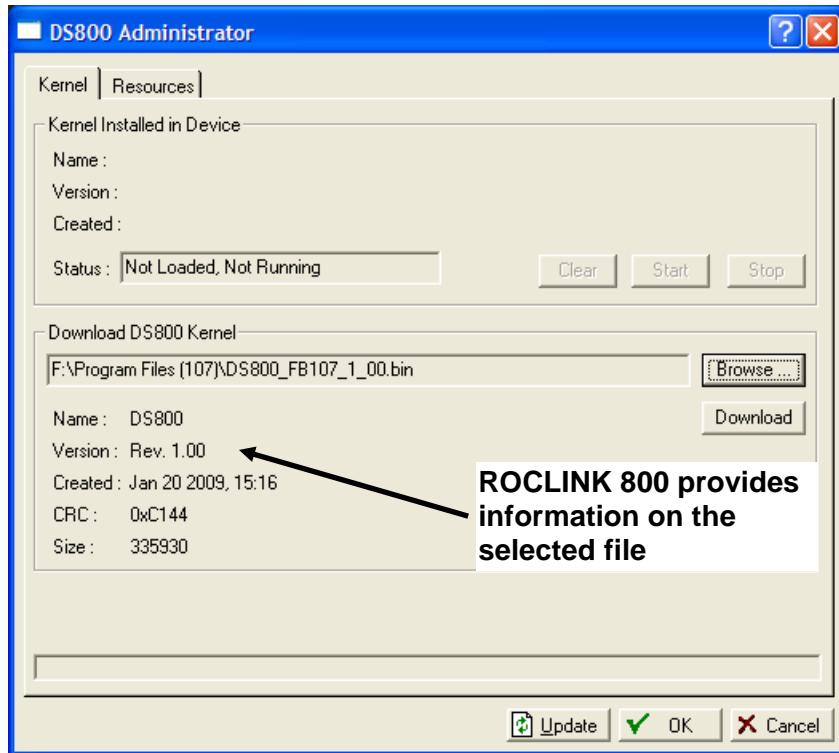 DS800 Administrator
Kernel Resources
Kernel Installed in Device
Name :
Version :
Created :
Status : Not Loaded, Not Running Clear Start Stop
Download DS800 Kernel
F:\Program Files (107)\DS800_FB107_1_00.bin Browse ...
Name : DS800 Download
Version : Rev. 1.00
Created : Jan 20 2009, 15:16
CRC : 0xC144
Size : 335930
ROCLINK 800 provides
information on the
selected file
Update OK Cancel